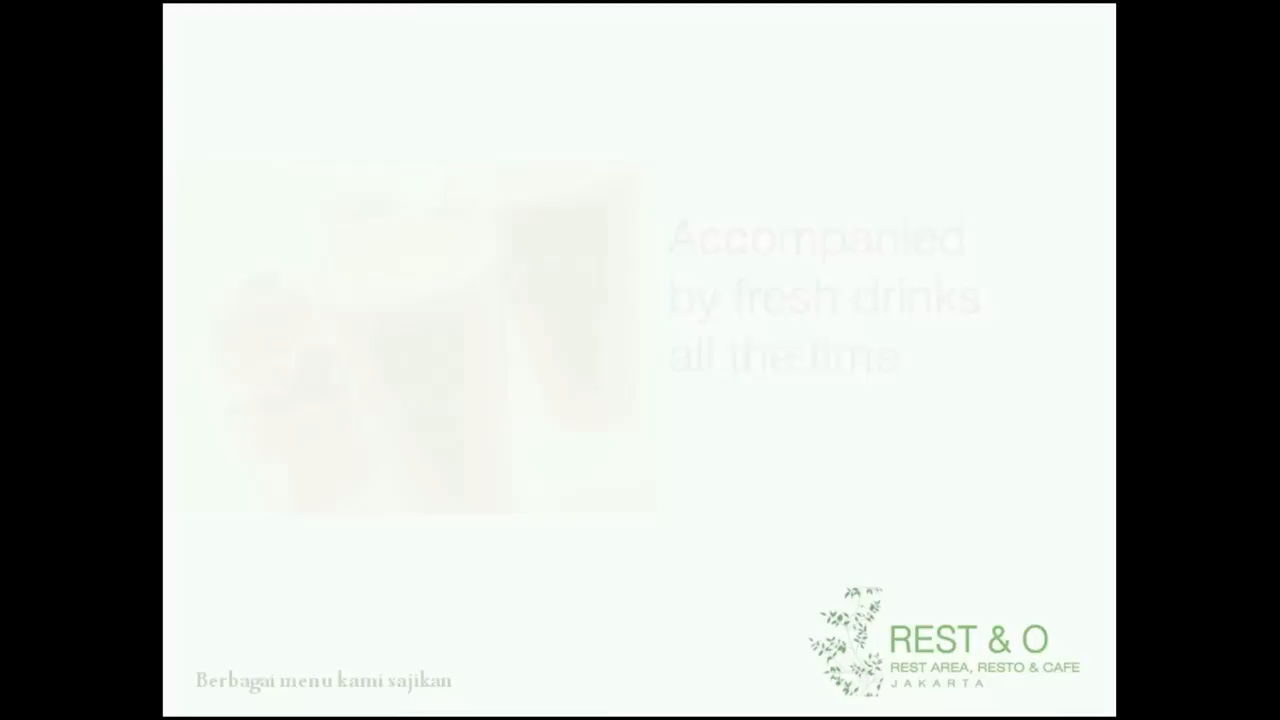 Accompanied
by fresh drinks
all the time
REST & O
REST AREA, RESTO & CAFE
JAKARTA
Berbagai menu kami sajikan